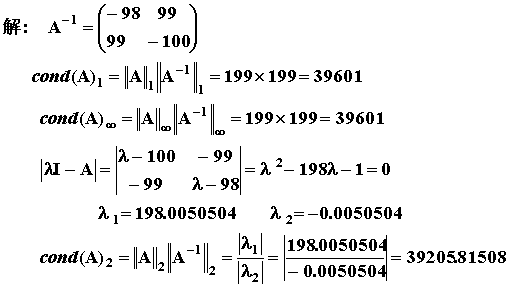 解： A⁻¹ = (−98 99
99 −100)
cond(A)₁ = ‖A‖₁‖A⁻¹‖₁ = 199×199 = 39601
cond(A)∞ = ‖A‖∞‖A⁻¹‖∞ = 199×199 = 39601
|λI − A| = |λ−100 −99
−99 λ−98| = λ² − 198λ − 1 = 0
λ₁ = 198.0050504 λ₂ = −0.0050504
cond(A)₂ = ‖A‖₂‖A⁻¹‖₂ = |λ₁|/|λ₂| = |198.0050504/−0.0050504| = 39205.81508